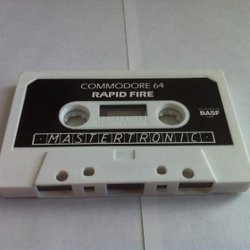 COMMODORE 64
RAPID FIRE
BASF
·MASTERTRONIC·